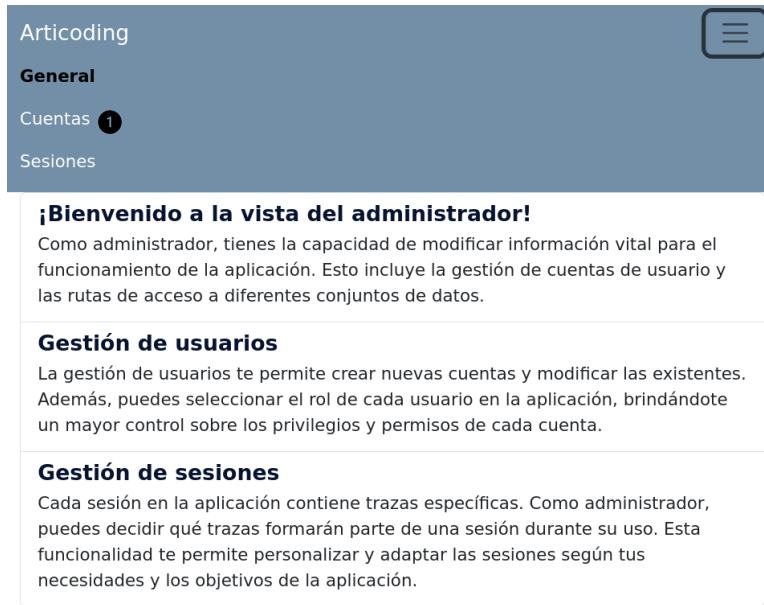 Articoding
General
Cuentas 1
Sesiones
¡Bienvenido a la vista del administrador!
Como administrador, tienes la capacidad de modificar información vital para el
funcionamiento de la aplicación. Esto incluye la gestión de cuentas de usuario y
las rutas de acceso a diferentes conjuntos de datos.
Gestión de usuarios
La gestión de usuarios te permite crear nuevas cuentas y modificar las existentes.
Además, puedes seleccionar el rol de cada usuario en la aplicación, brindándote
un mayor control sobre los privilegios y permisos de cada cuenta.
Gestión de sesiones
Cada sesión en la aplicación contiene trazas específicas. Como administrador,
puedes decidir qué trazas formarán parte de una sesión durante su uso. Esta
funcionalidad te permite personalizar y adaptar las sesiones según tus
necesidades y los objetivos de la aplicación.